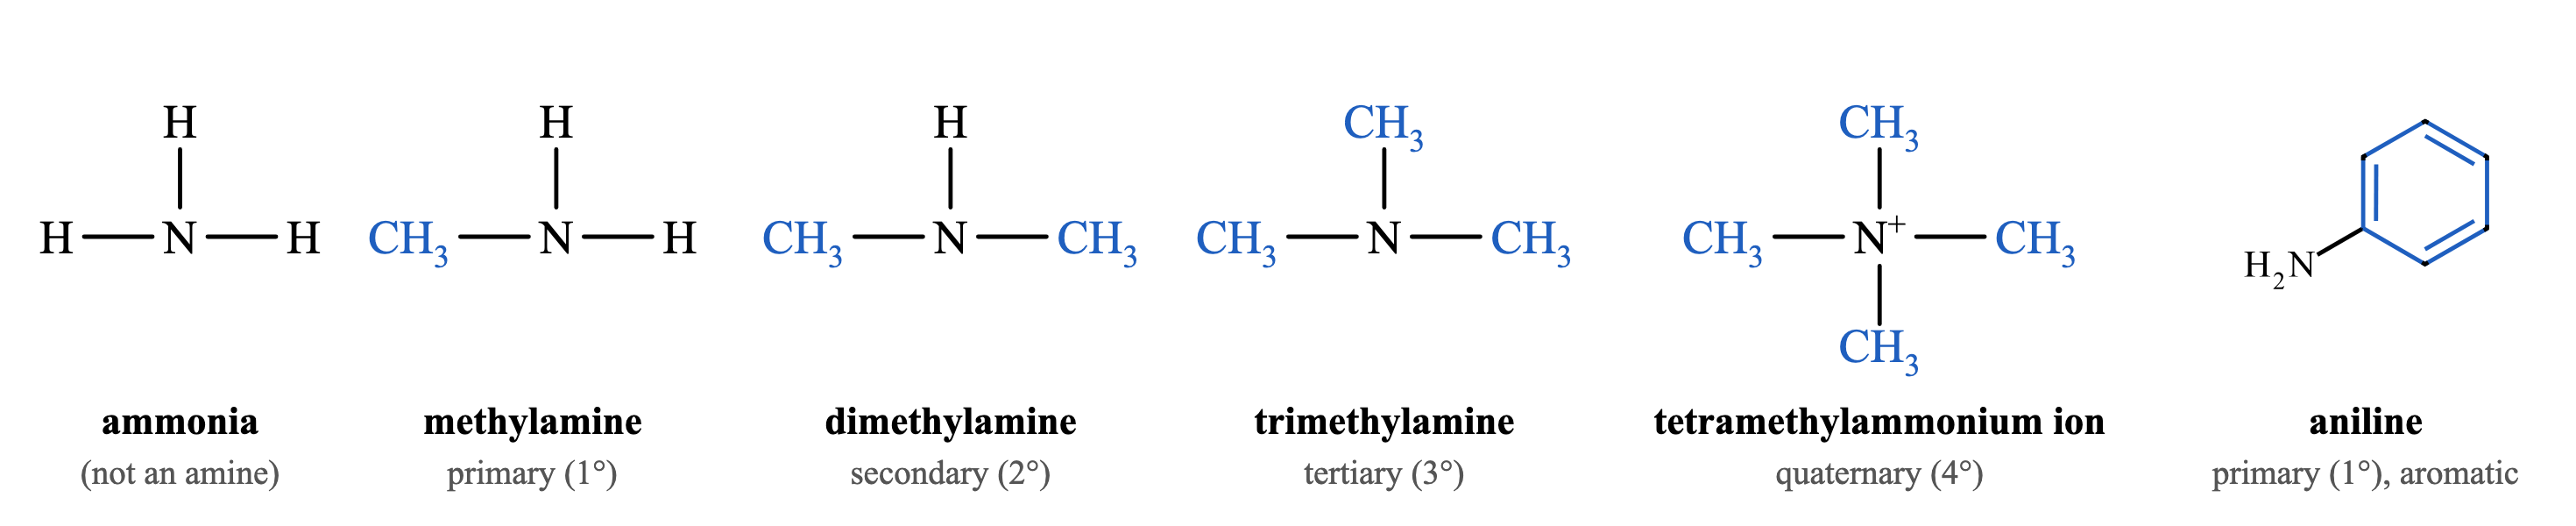 H
H N H
ammonia
(not an amine)
H
CH₃ N H
methylamine
primary (1°)
H
CH₃ N CH₃
dimethylamine
secondary (2°)
CH₃
CH₃ N CH₃
trimethylamine
tertiary (3°)
CH₃
CH₃ N⁺ CH₃
CH₃
tetramethylammonium ion
quaternary (4°)
H₂N
aniline
primary (1°), aromatic